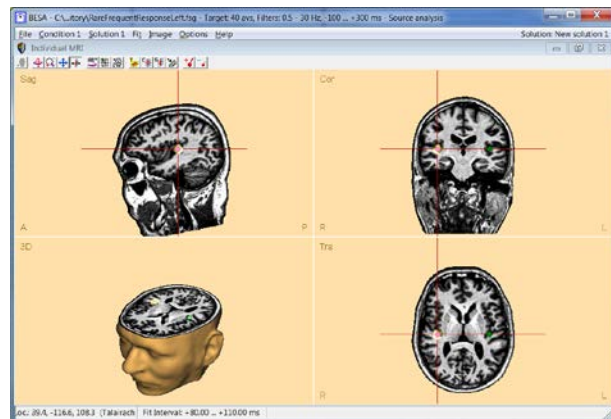 BESA - C:\...itory\RareFrequentResponseLeft.fsg - Target: 40 avs, Filters: 0.5 - 30 Hz, -100 ... +300 ms - Source analysis
File Condition 1 Solution 1 Fit Image Options Help Solution: New solution 1
Individual MRI
Sag Cor
A P R L
3D Tra
R L
Loc: 39.4, -116.6, 108.3 (Talairach Fit Interval: +80.00 ... +110.00 ms